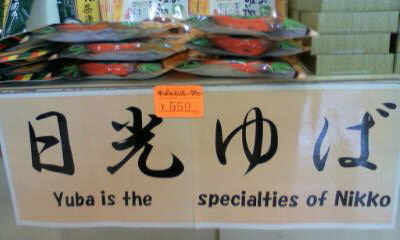 ¥550
日光ゆば
Yuba is the specialties of Nikko